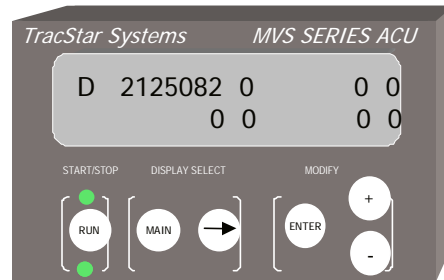 TracStar Systems MVS SERIES ACU
D 2125082 0 0 0
0 0 0 0
START/STOP DISPLAY SELECT MODIFY
+
RUN MAIN ENTER
-